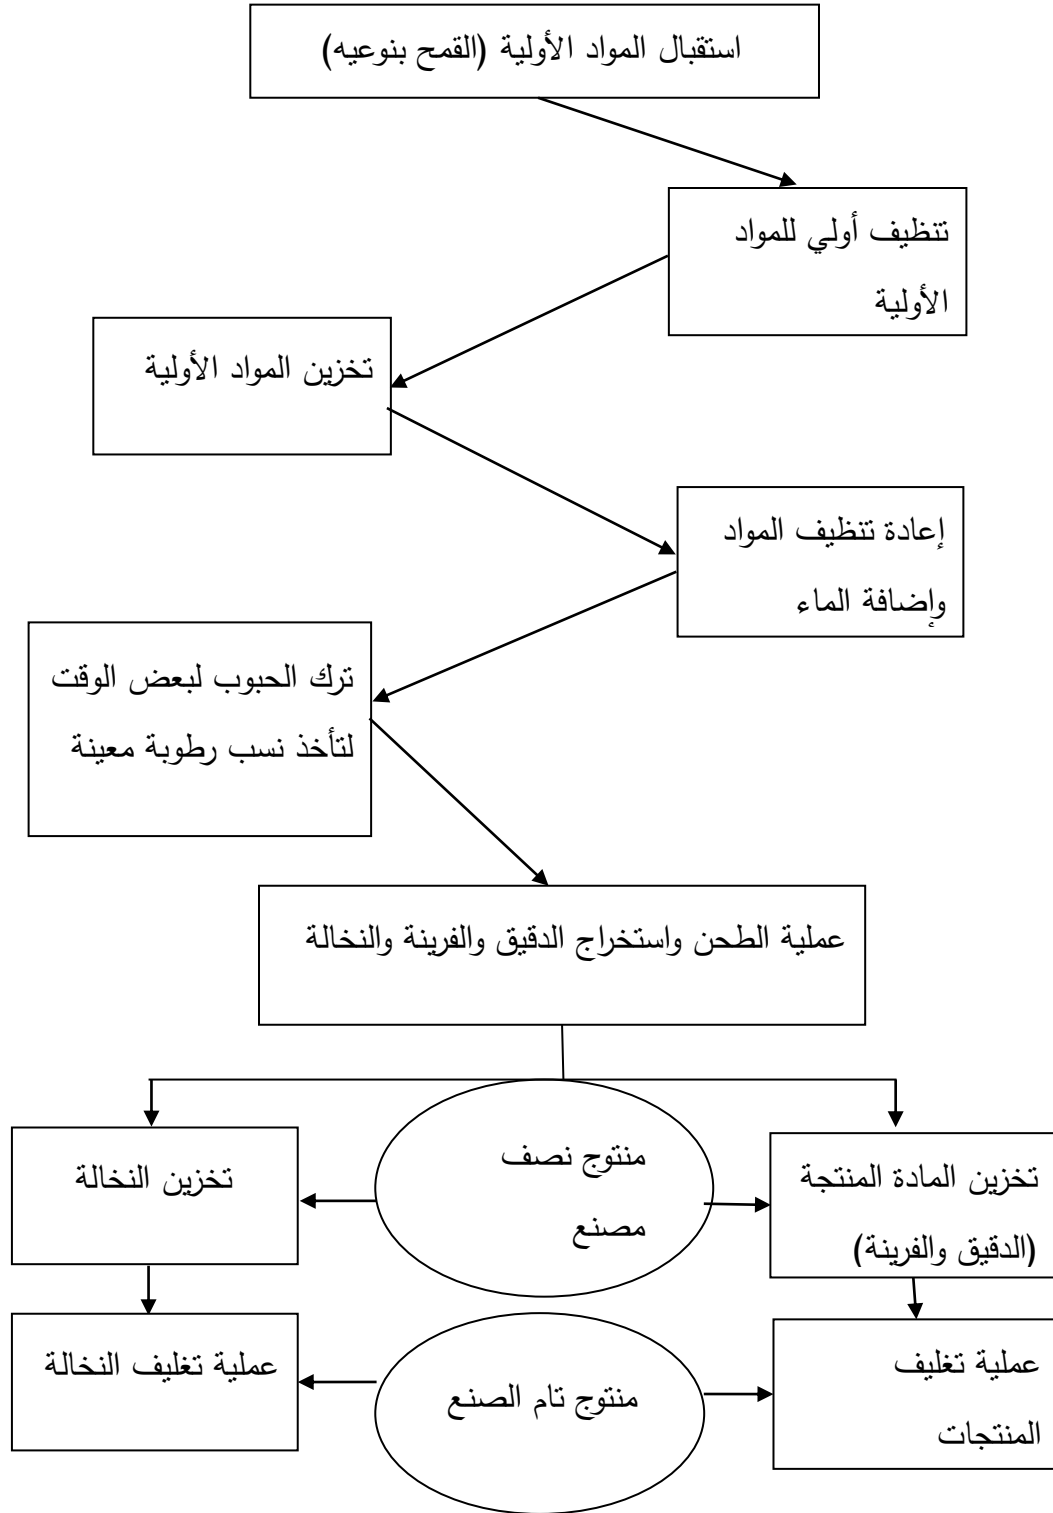 استقبال المواد الأولية (القمح بنوعيه)
تنظيف أولي للمواد
الأولية
تخزين المواد الأولية
إعادة تنظيف المواد
وإضافة الماء
ترك الحبوب لبعض الوقت
لتأخذ نسب رطوبة معينة
عملية الطحن واستخراج الدقيق والفرينة والنخالة
منتوج نصف
مصنع
تخزين المادة المنتجة
(الدقيق والفرينة)
تخزين النخالة
عملية تغليف
المنتجات
منتوج تام الصنع
عملية تغليف النخالة